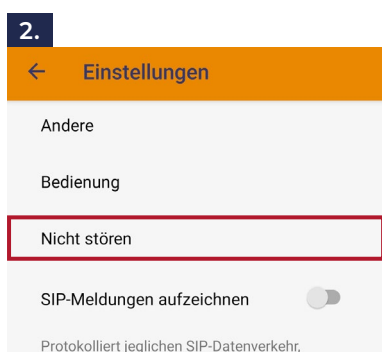 2.
← Einstellungen
Andere
Bedienung
Nicht stören
SIP-Meldungen aufzeichnen
Protokolliert jeglichen SIP-Datenverkehr,